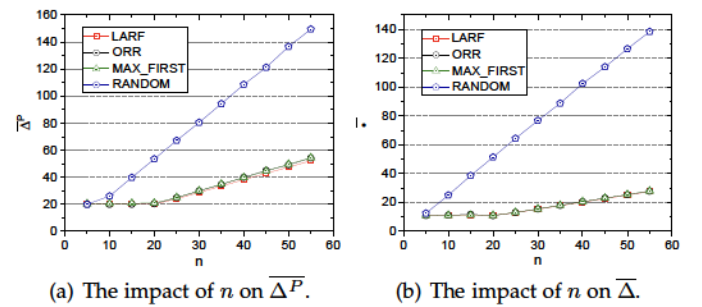 160
140
120
100
80
60
40
20
0
Δ̅ᴾ
LARF
ORR
MAX_FIRST
RANDOM
0 10 20 30 40 50 60
n
(a) The impact of n on Δ̅ᴾ̅.
140
120
100
80
60
40
20
0
LARF
ORR
MAX_FIRST
RANDOM
0 10 20 30 40 50 60
n
(b) The impact of n on Δ̅.